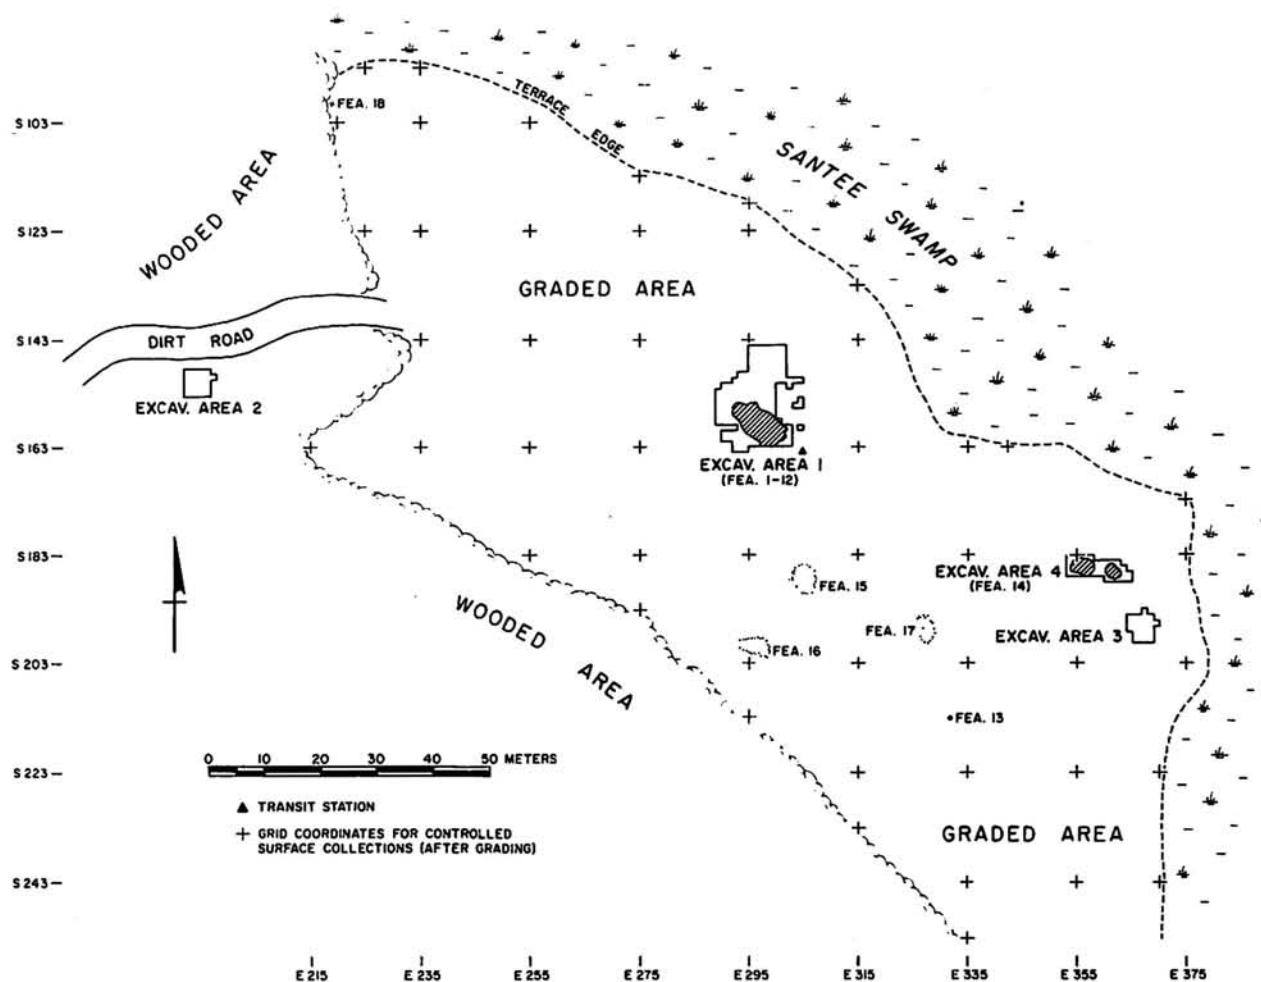 TERRACE
EDGE
FEA. 18
S 103
SANTEE SWAMP
WOODED AREA
S 123
GRADED AREA
DIRT ROAD
S 143
EXCAV. AREA 2
S 163
EXCAV. AREA 1
(FEA. 1-12)
S 183
EXCAV. AREA 4
(FEA. 14)
FEA. 15
WOODED AREA
FEA. 17
EXCAV. AREA 3
FEA. 16
S 203
FEA. 13
0 10 20 30 40 50 METERS
S 223
TRANSIT STATION
GRID COORDINATES FOR CONTROLLED
SURFACE COLLECTIONS (AFTER GRADING)
GRADED AREA
S 243
E 215 E 235 E 255 E 275 E 295 E 315 E 335 E 355 E 375